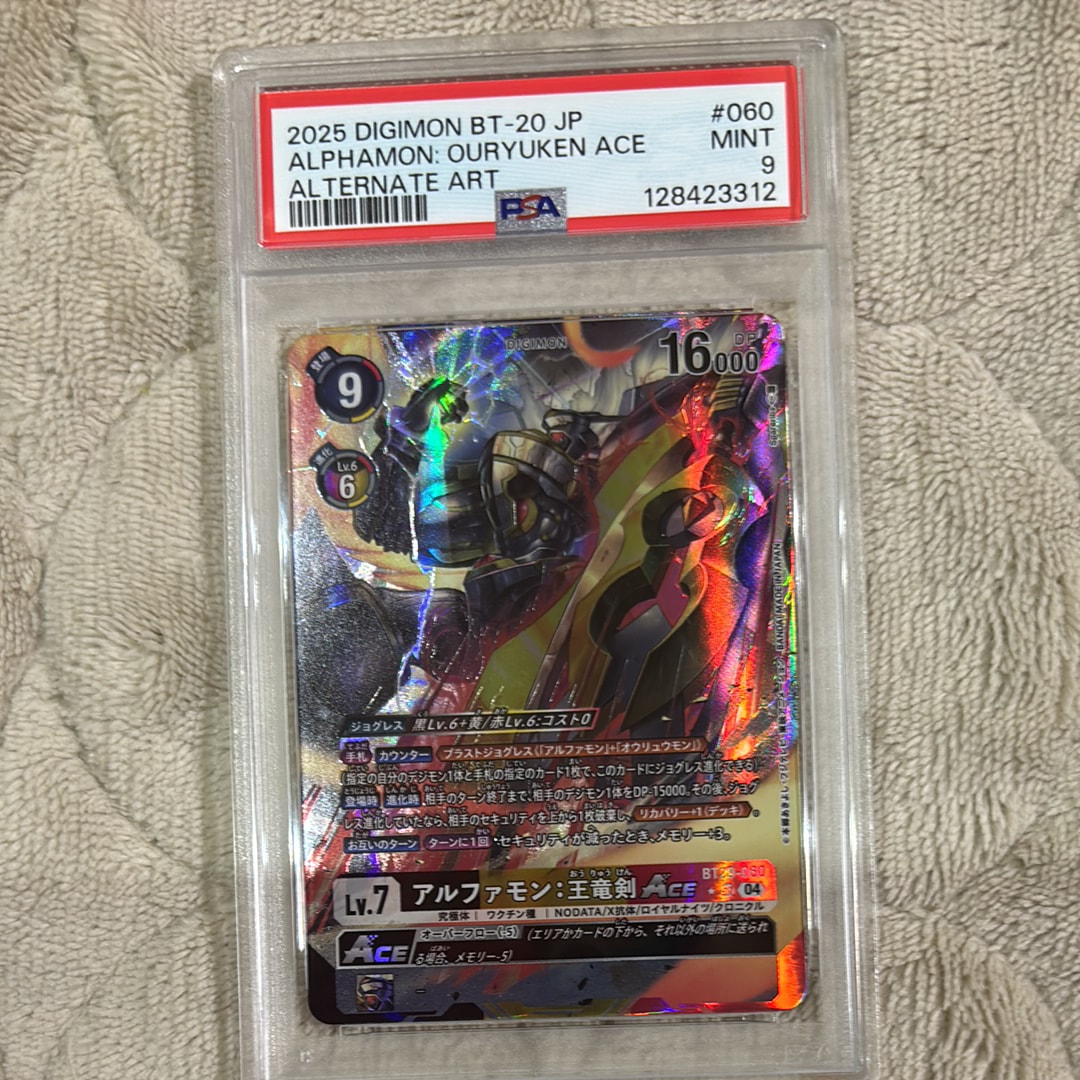 2025 DIGIMON BT-20 JP #060
ALPHAMON: OURYUKEN ACE MINT
ALTERNATE ART 9
PSA 128423312
登場
9
DIGIMON
DP
16000
進化
Lv.6
6
BANDAI MADE IN JAPAN
ジョグレス 黒Lv.6+黄/赤Lv.6:コスト0
手札 カウンター ブラストジョグレス《「アルファモン」+「オウリュウモン」》
(指定の自分のデジモン1体と手札の指定のカード1枚で、このカードにジョグレス進化できる)
登場時 進化時 相手のターン終了まで、相手のデジモン1体をDP-15000。その後、ジョグ
レス進化していたなら、相手のセキュリティを上から1枚破棄し、リカバリー+1《デッキ》
お互いのターン ターンに1回 ・セキュリティが減ったとき、メモリー+3。
Lv.7 アルファモン:王竜剣 ACE
おうりゅうけん
04
究極体 | ワクチン種 | NODATA/X抗体/ロイヤルナイツ/クロニクル
ACE オーバーフロー《-5》 (エリアかカードの下から、それ以外の場所に送られ
る場合、メモリー-5)
-